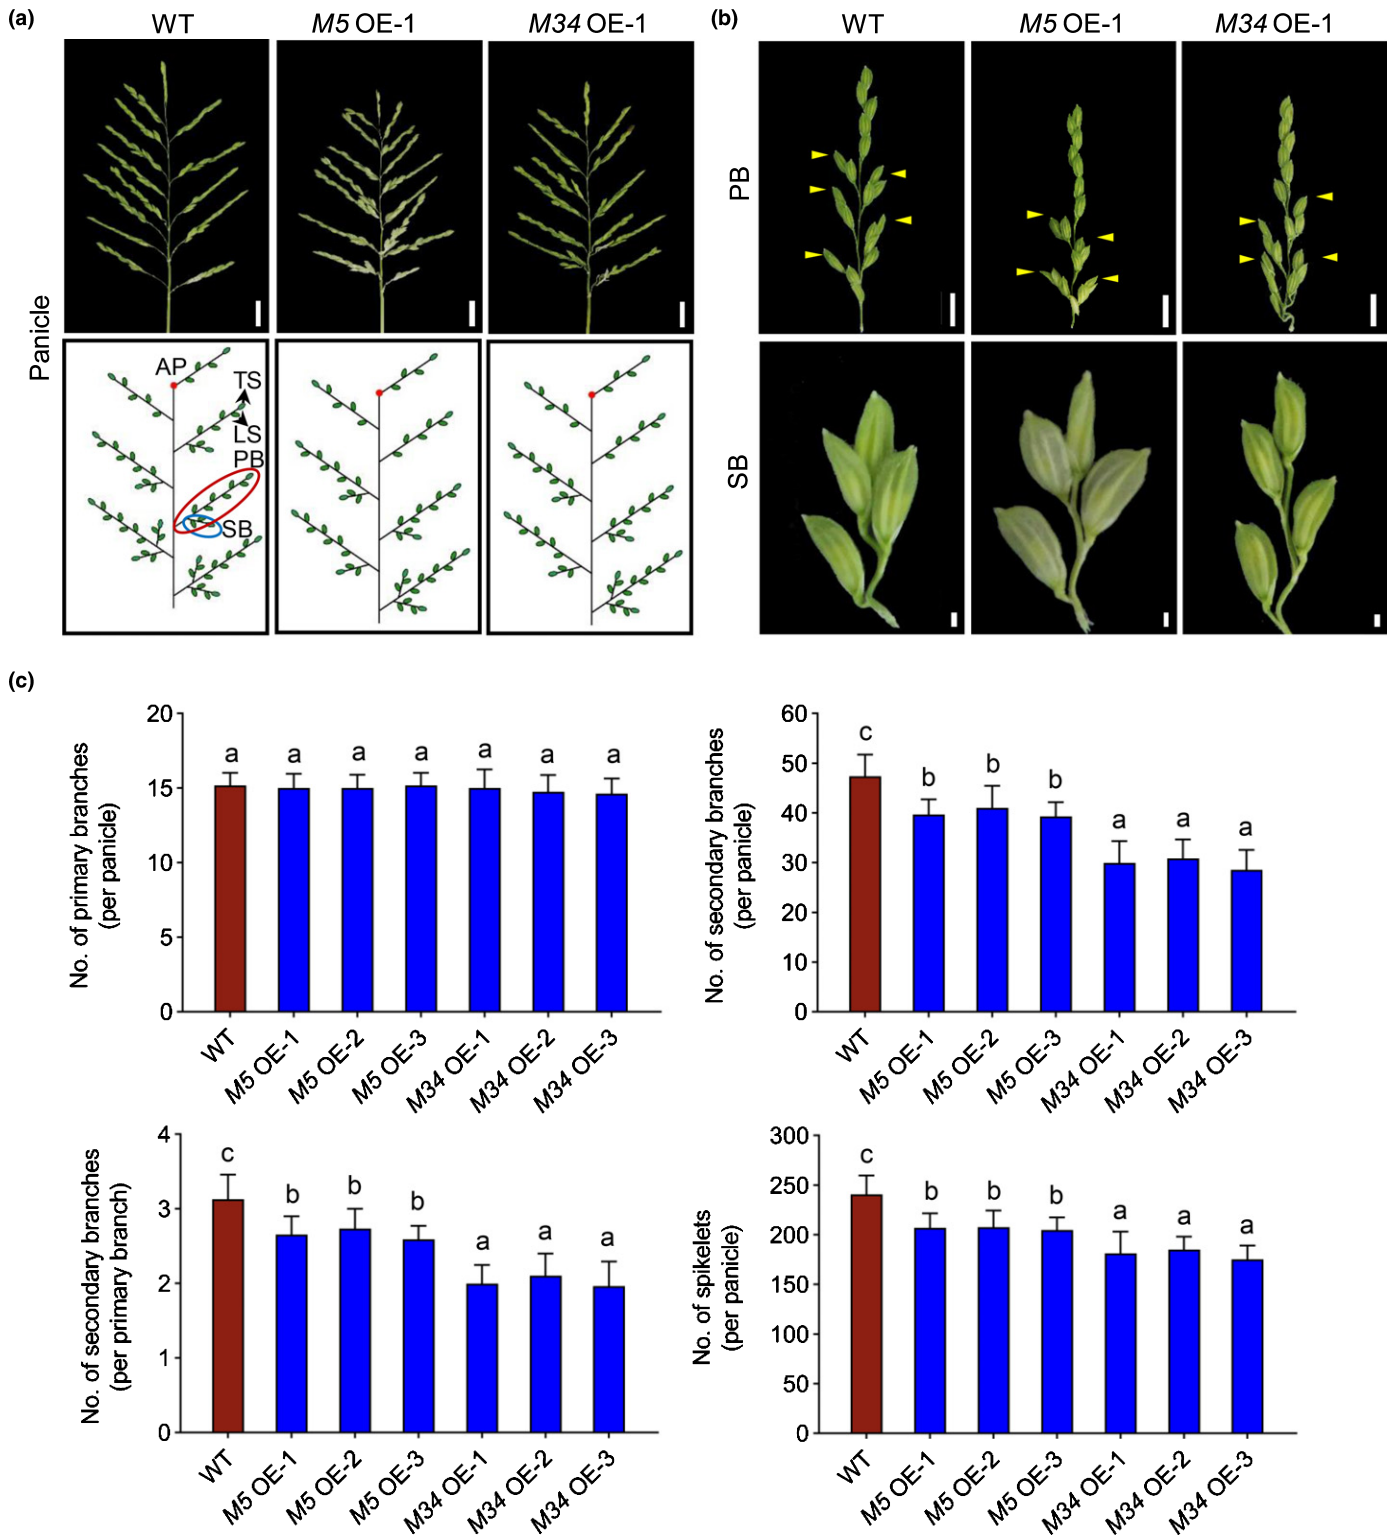 (a)
WT
M5 OE-1
M34 OE-1
Panicle
AP
TS
LS
PB
SB
(b)
WT
M5 OE-1
M34 OE-1
PB
SB
(c)
No. of primary branches
(per panicle)
20
15
10
5
0
a
a
a
a
a
a
a
WT
M5 OE-1
M5 OE-2
M5 OE-3
M34 OE-1
M34 OE-2
M34 OE-3
No. of secondary branches
(per panicle)
60
50
40
30
20
10
0
c
b
b
b
a
a
a
WT
M5 OE-1
M5 OE-2
M5 OE-3
M34 OE-1
M34 OE-2
M34 OE-3
No. of secondary branches
(per primary branch)
4
3
2
1
0
c
b
b
b
a
a
a
WT
M5 OE-1
M5 OE-2
M5 OE-3
M34 OE-1
M34 OE-2
M34 OE-3
No. of spikelets
(per panicle)
300
250
200
150
100
50
0
c
b
b
b
a
a
a
WT
M5 OE-1
M5 OE-2
M5 OE-3
M34 OE-1
M34 OE-2
M34 OE-3